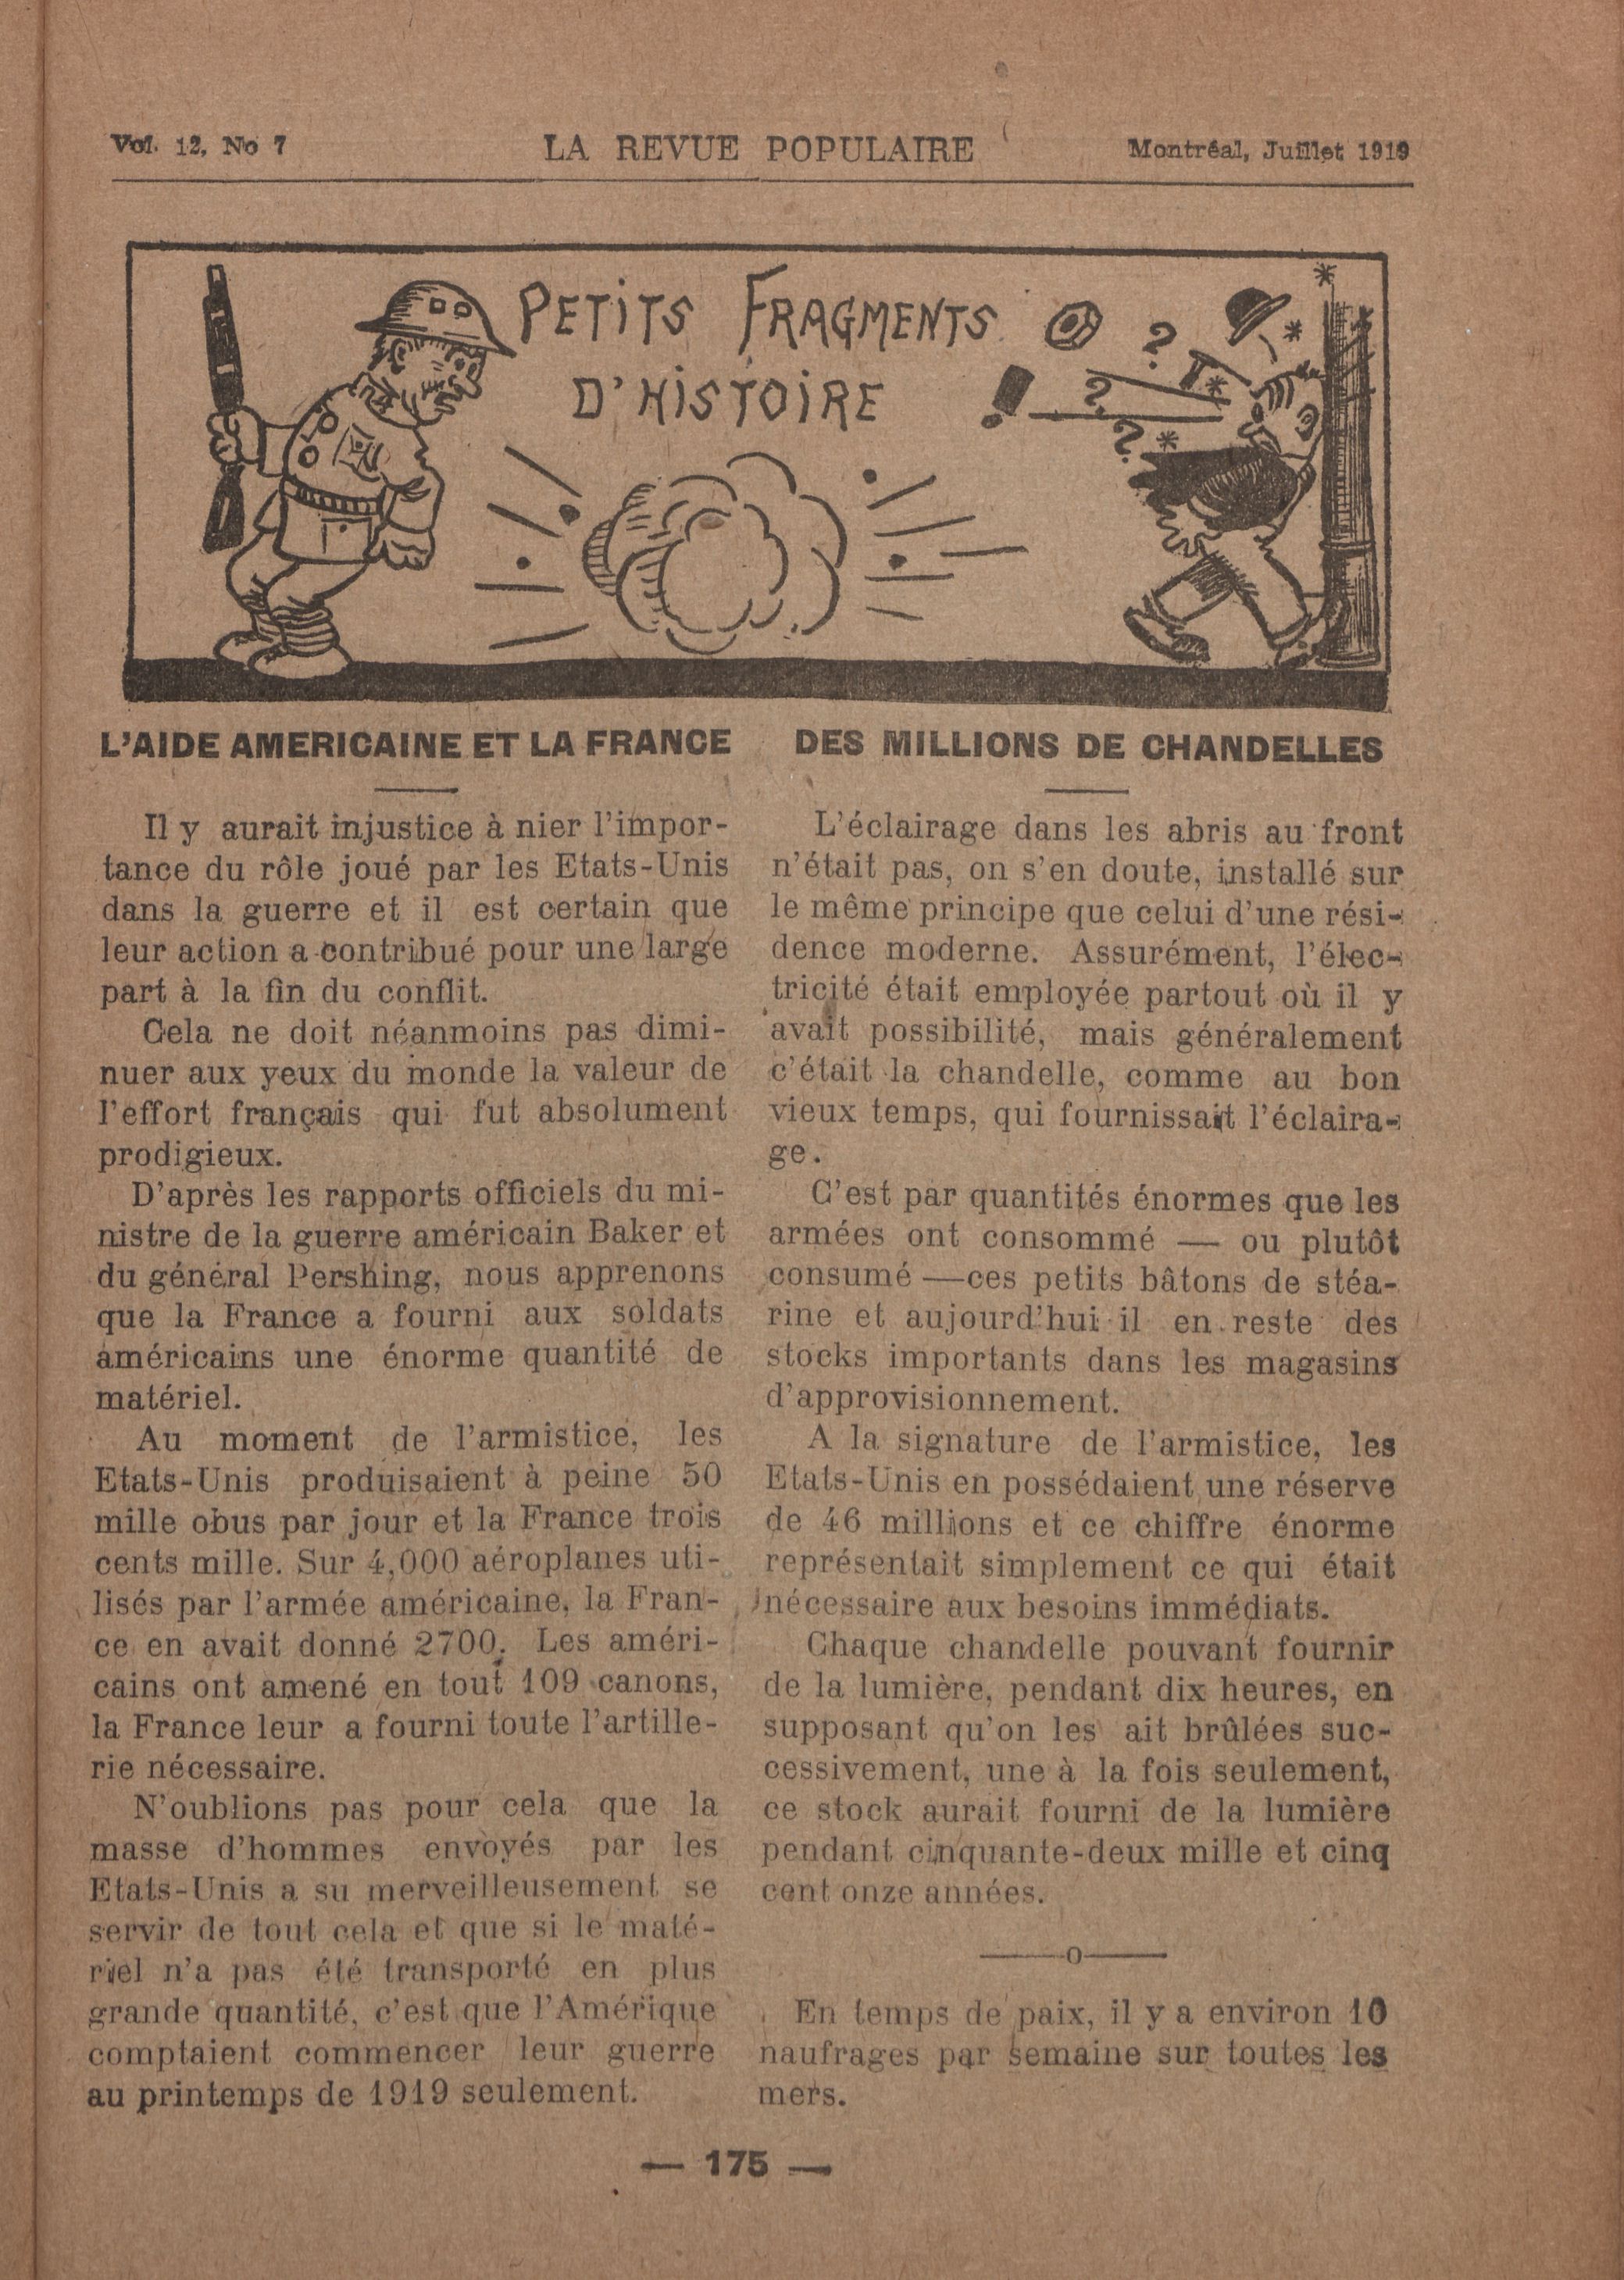 Vol. 12, No 7
LA REVUE POPULAIRE
Montréal, Juillet 1919
PETITS FRAGMENTS
D'HISTOIRE
! ? ? ? * * * *
L'AIDE AMERICAINE ET LA FRANCE
Il y aurait injustice à nier l'impor-
tance du rôle joué par les Etats-Unis
dans la guerre et il est certain que
leur action a contribué pour une large
part à la fin du conflit.
Cela ne doit néanmoins pas dimi-
nuer aux yeux du monde la valeur de
l'effort français qui fut absolument
prodigieux.
D'après les rapports officiels du mi-
nistre de la guerre américain Baker et
du général Pershing, nous apprenons
que la France a fourni aux soldats
américains une énorme quantité de
matériel.
Au moment de l'armistice, les
Etats-Unis produisaient à peine 50
mille obus par jour et la France trois
cents mille. Sur 4,000 aéroplanes uti-
lisés par l'armée américaine, la Fran-
ce en avait donné 2700. Les améri-
cains ont amené en tout 109 canons,
la France leur a fourni toute l'artille-
rie nécessaire.
N'oublions pas pour cela que la
masse d'hommes envoyés par les
Etats-Unis a su merveilleusement se
servir de tout cela et que si le maté-
riel n'a pas été transporté en plus
grande quantité, c'est que l'Amérique
comptaient commencer leur guerre
au printemps de 1919 seulement.
DES MILLIONS DE CHANDELLES
L'éclairage dans les abris au front
n'était pas, on s'en doute, installé sur
le même principe que celui d'une rési-
dence moderne. Assurément, l'élec-
tricité était employée partout où il y
avait possibilité, mais généralement
c'était la chandelle, comme au bon
vieux temps, qui fournissait l'éclaira-
ge.
C'est par quantités énormes que les
armées ont consommé — ou plutôt
consumé —ces petits bâtons de stéa-
rine et aujourd'hui il en reste des
stocks importants dans les magasins
d'approvisionnement.
A la signature de l'armistice, les
Etats-Unis en possédaient une réserve
de 46 millions et ce chiffre énorme
représentait simplement ce qui était
nécessaire aux besoins immédiats.
Chaque chandelle pouvant fournir
de la lumière, pendant dix heures, en
supposant qu'on les ait brûlées suc-
cessivement, une à la fois seulement,
ce stock aurait fourni de la lumière
pendant cinquante-deux mille et cinq
cent onze années.
——o——
En temps de paix, il y a environ 10
naufrages par semaine sur toutes les
mers.
— 175 —